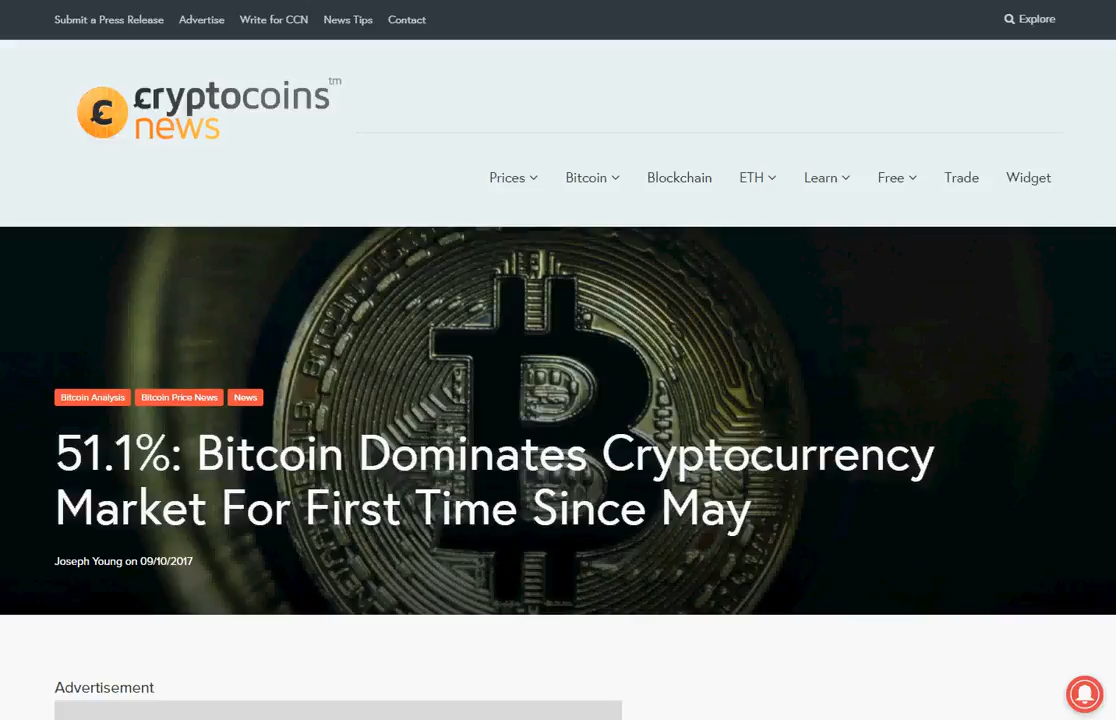 Submit a Press Release Advertise Write for CCN News Tips Contact Explore
cryptocoins™
news
Prices Bitcoin Blockchain ETH Learn Free Trade Widget
Bitcoin Analysis Bitcoin Price News News
51.1%: Bitcoin Dominates Cryptocurrency
Market For First Time Since May
Joseph Young on 09/10/2017
Advertisement